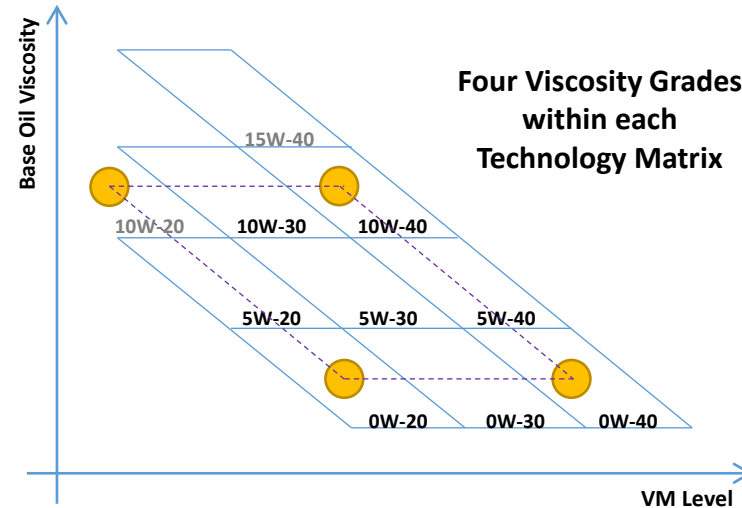 Base Oil Viscosity
Four Viscosity Grades
within each
Technology Matrix
15W-40
10W-20
10W-30
10W-40
5W-20
5W-30
5W-40
0W-20
0W-30
0W-40
VM Level